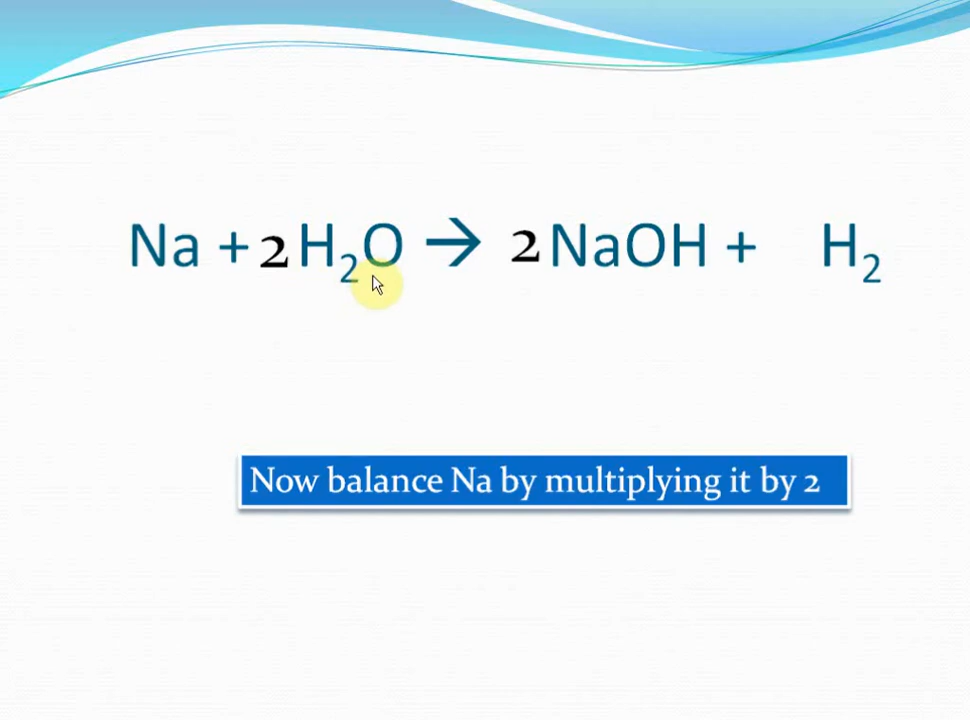 Na + 2 H₂O → 2 NaOH + H₂
Now balance Na by multiplying it by 2